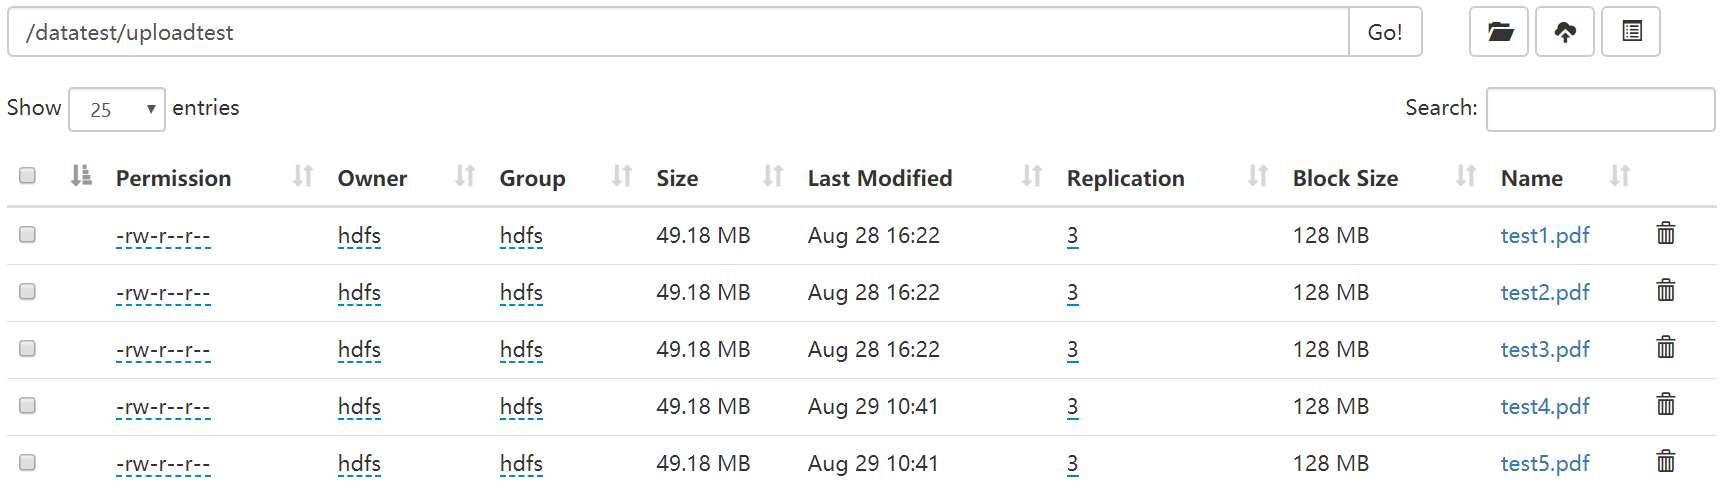 /datatest/uploadtest Go!
Show 25 entries Search:
Permission Owner Group Size Last Modified Replication Block Size Name
-rw-r--r-- hdfs hdfs 49.18 MB Aug 28 16:22 3 128 MB test1.pdf
-rw-r--r-- hdfs hdfs 49.18 MB Aug 28 16:22 3 128 MB test2.pdf
-rw-r--r-- hdfs hdfs 49.18 MB Aug 28 16:22 3 128 MB test3.pdf
-rw-r--r-- hdfs hdfs 49.18 MB Aug 29 10:41 3 128 MB test4.pdf
-rw-r--r-- hdfs hdfs 49.18 MB Aug 29 10:41 3 128 MB test5.pdf